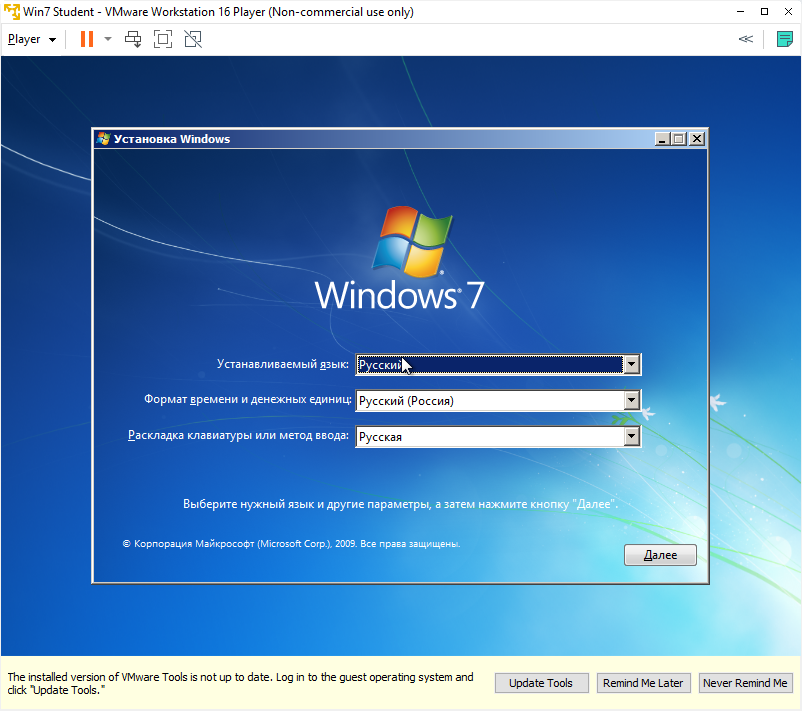 Win7 Student - VMware Workstation 16 Player (Non-commercial use only)
Player
Установка Windows
Windows® 7
Устанавливаемый язык: Русский
Формат времени и денежных единиц: Русский (Россия)
Раскладка клавиатуры или метод ввода: Русская
Выберите нужный язык и другие параметры, а затем нажмите кнопку "Далее".
© Корпорация Майкрософт (Microsoft Corp.), 2009. Все права защищены.
Далее
The installed version of VMware Tools is not up to date. Log in to the guest operating system and
click "Update Tools."
Update Tools
Remind Me Later
Never Remind Me